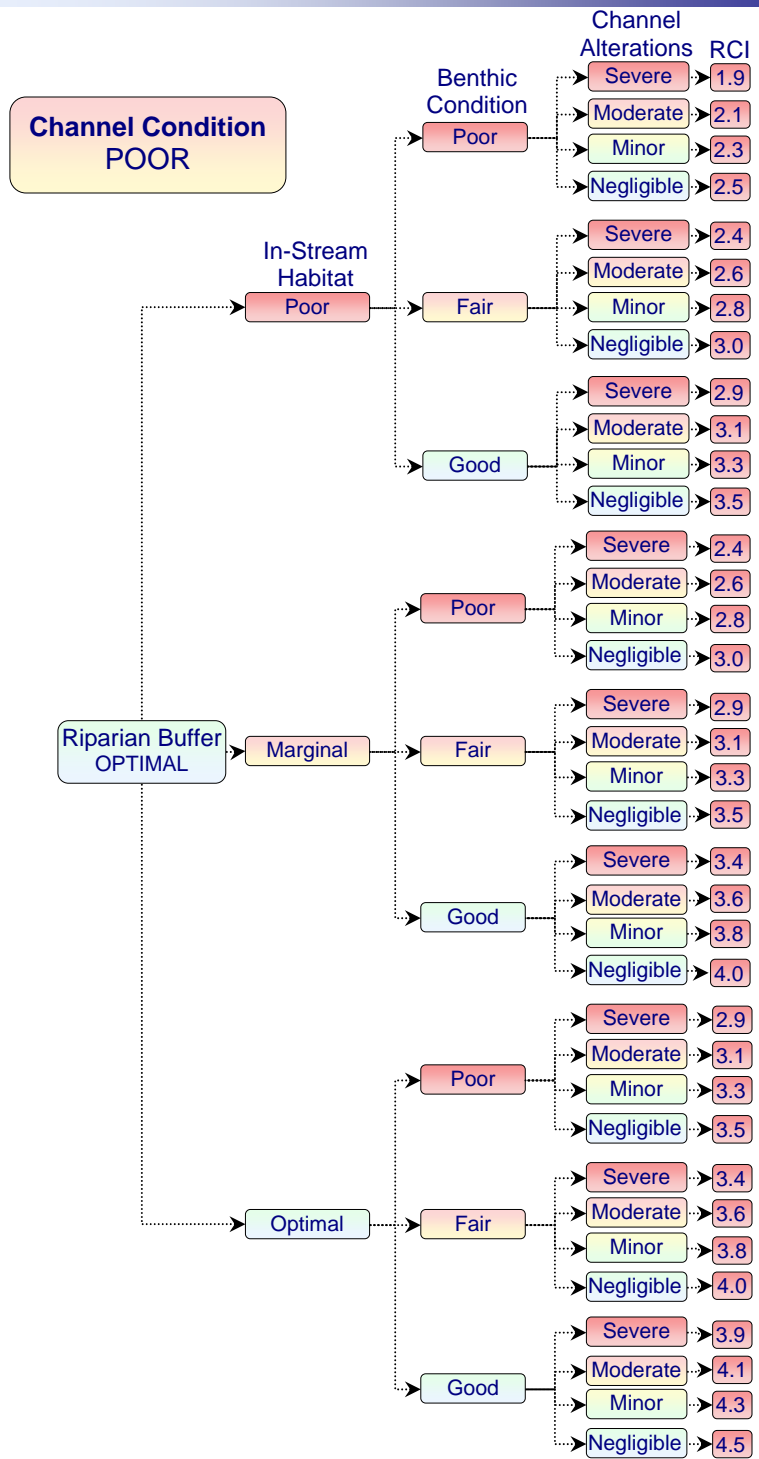 Channel
Alterations RCI
Benthic
Condition
Channel Condition
POOR
In-Stream
Habitat
Riparian Buffer
OPTIMAL
Poor
Poor
Severe 1.9
Moderate 2.1
Minor 2.3
Negligible 2.5
Fair
Severe 2.4
Moderate 2.6
Minor 2.8
Negligible 3.0
Good
Severe 2.9
Moderate 3.1
Minor 3.3
Negligible 3.5
Marginal
Poor
Severe 2.4
Moderate 2.6
Minor 2.8
Negligible 3.0
Fair
Severe 2.9
Moderate 3.1
Minor 3.3
Negligible 3.5
Good
Severe 3.4
Moderate 3.6
Minor 3.8
Negligible 4.0
Optimal
Poor
Severe 2.9
Moderate 3.1
Minor 3.3
Negligible 3.5
Fair
Severe 3.4
Moderate 3.6
Minor 3.8
Negligible 4.0
Good
Severe 3.9
Moderate 4.1
Minor 4.3
Negligible 4.5